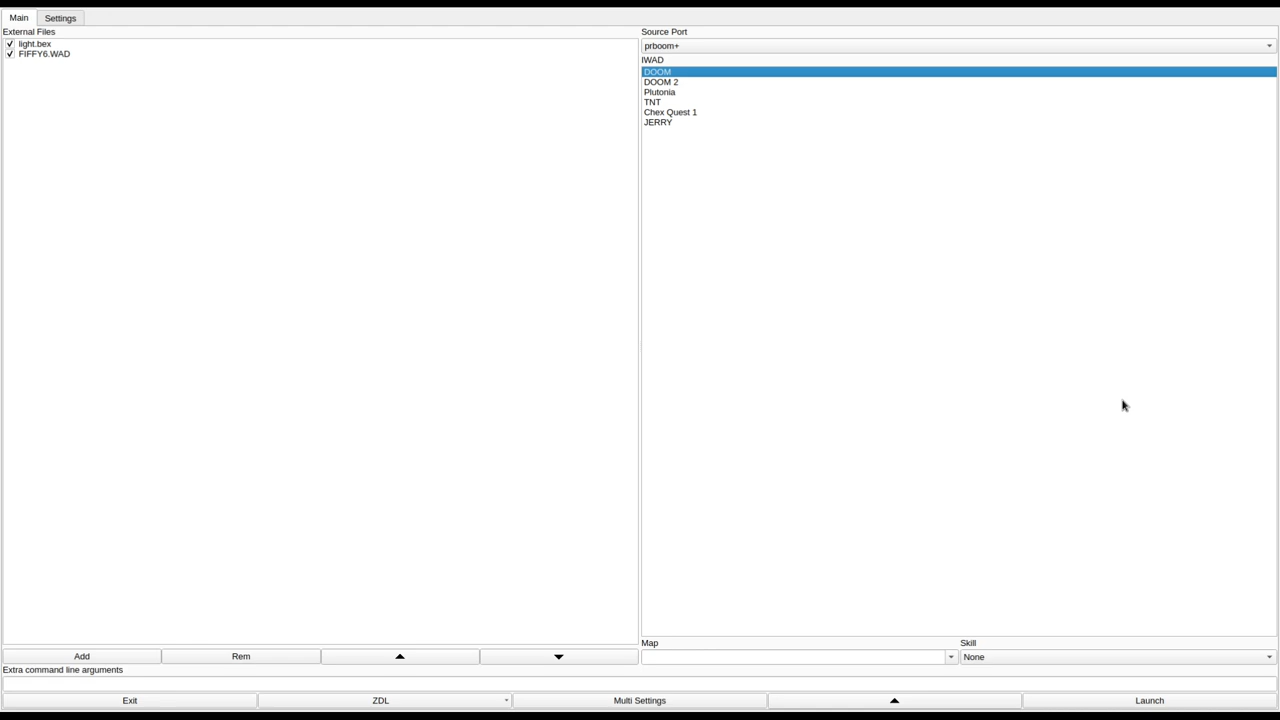 Main
Settings
External Files
light.bex
FIFFY6.WAD
Source Port
prboom+
IWAD
DOOM
DOOM 2
Plutonia
TNT
Chex Quest 1
JERRY
Map
Skill
None
Add
Rem
Extra command line arguments
Exit
ZDL
Multi Settings
Launch